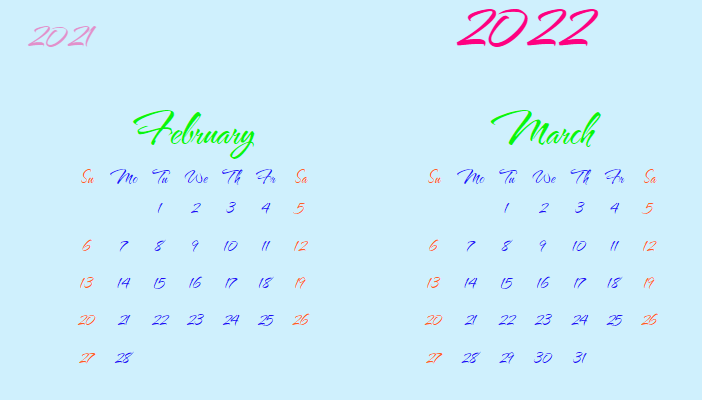 2021 2022
February March
Su Mo Tu We Th Fr Sa Su Mo Tu We Th Fr Sa
1 2 3 4 5 1 2 3 4 5
6 7 8 9 10 11 12 6 7 8 9 10 11 12
13 14 15 16 17 18 19 13 14 15 16 17 18 19
20 21 22 23 24 25 26 20 21 22 23 24 25 26
27 28 27 28 29 30 31